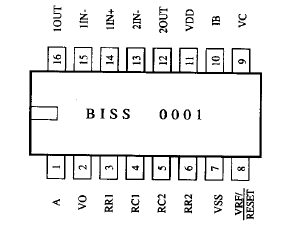 1OUT 1IN- 1IN+ 2IN- 2OUT VDD IB VC
16 15 14 13 12 11 10 9
BISS 0001
1 2 3 4 5 6 7 8
A VO RR1 RC1 RC2 RR2 VSS VRF/
RESET